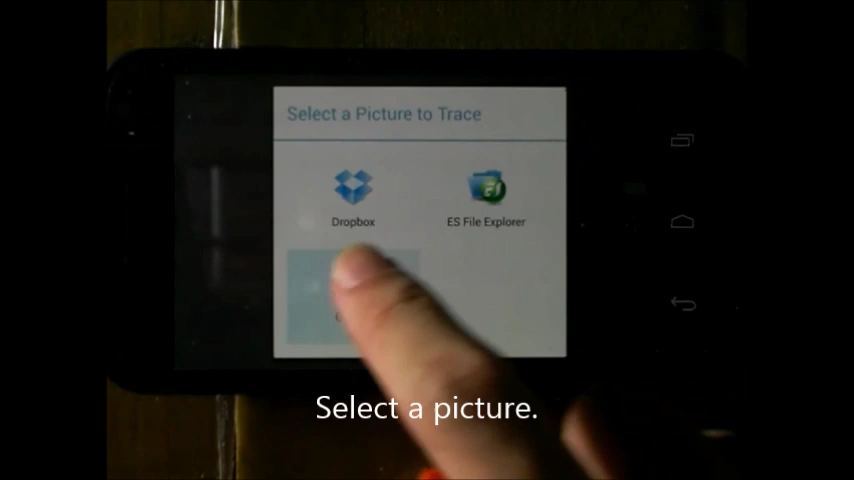 Select a Picture to Trace
Dropbox
ES File Explorer
Select a picture.